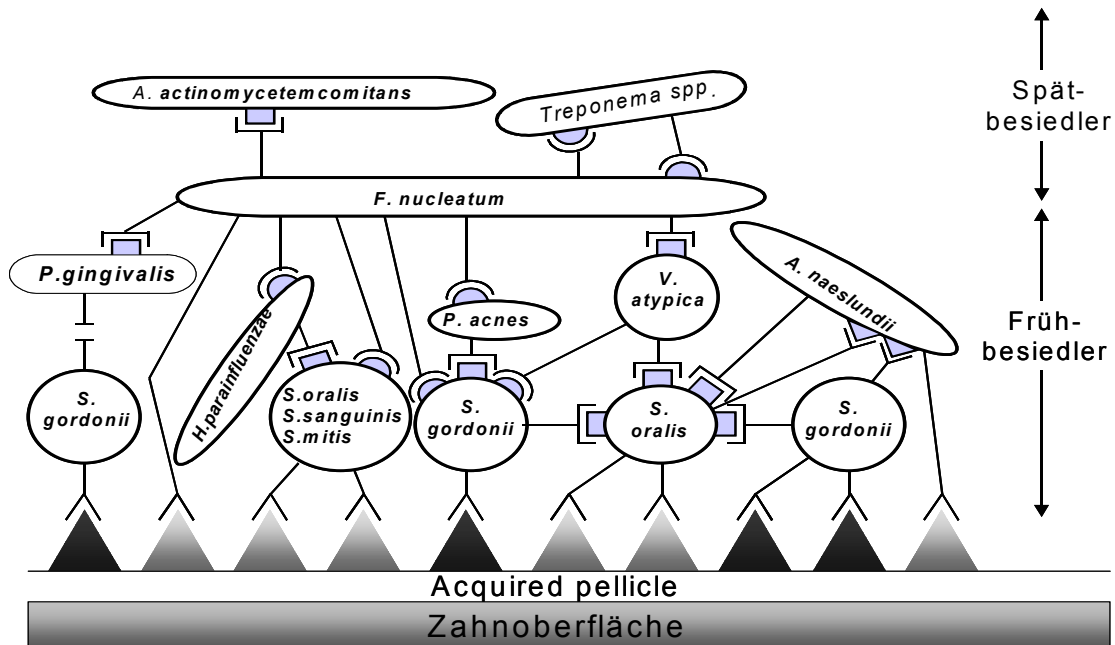 A. actinomycetemcomitans
Treponema spp.
Spät-
besiedler
F. nucleatum
P.gingivalis
H.parainfluenzae
P. acnes
V.
atypica
A. naeslundii
Früh-
besiedler
S.
gordonii
S.oralis
S.sanguinis
S.mitis
S.
gordonii
S.
oralis
S.
gordonii
Acquired pellicle
Zahnoberfläche